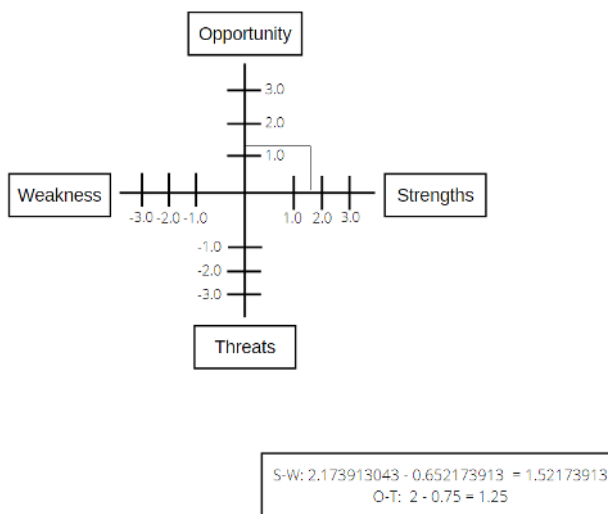 Opportunity
3.0
2.0
1.0
Weakness
Strengths
-3.0 -2.0 -1.0
1.0 2.0 3.0
-1.0
-2.0
-3.0
Threats
S-W: 2.173913043 - 0.652173913 = 1.52173913
O-T: 2 - 0.75 = 1.25